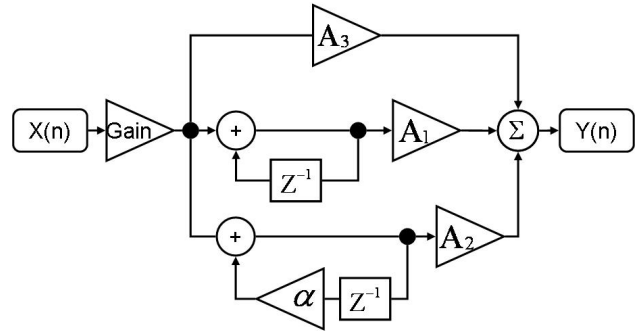 A₃
X(n)
Gain
+
A₁
Σ
Y(n)
Z⁻¹
+
A₂
α
Z⁻¹